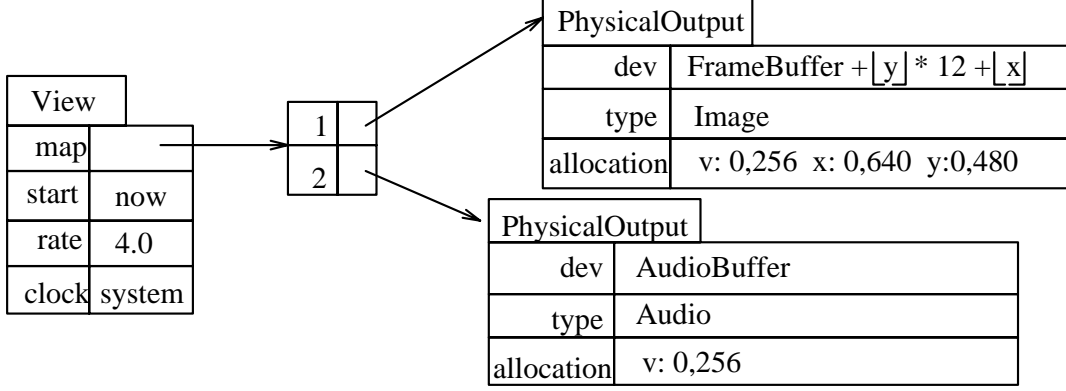 View
map
start now
rate 4.0
clock system
1
2
PhysicalOutput
dev FrameBuffer + ⌊y⌋ * 12 + ⌊x⌋
type Image
allocation v: 0,256 x: 0,640 y:0,480
PhysicalOutput
dev AudioBuffer
type Audio
allocation v: 0,256